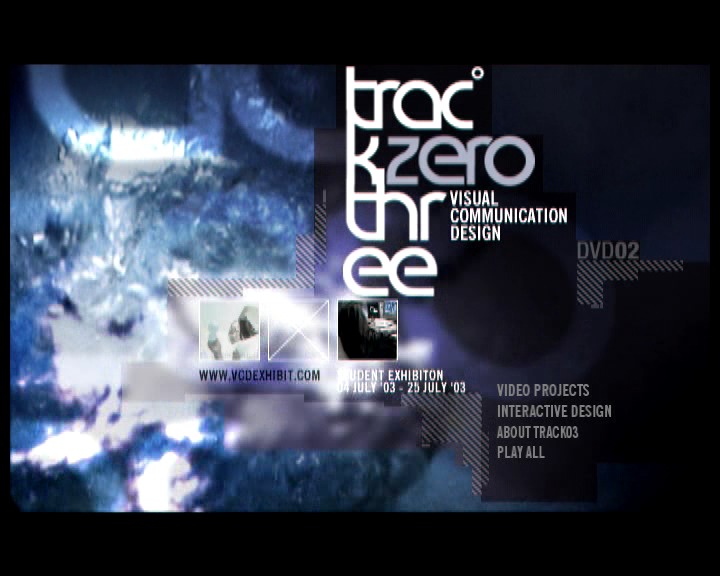 trac°
kzero
thr
ee
VISUAL
COMMUNICATION
DESIGN
DVD02
WWW.VCDEXHIBIT.COM
STUDENT EXHIBITON
04 JULY '03 - 25 JULY '03
VIDEO PROJECTS
INTERACTIVE DESIGN
ABOUT TRACK03
PLAY ALL